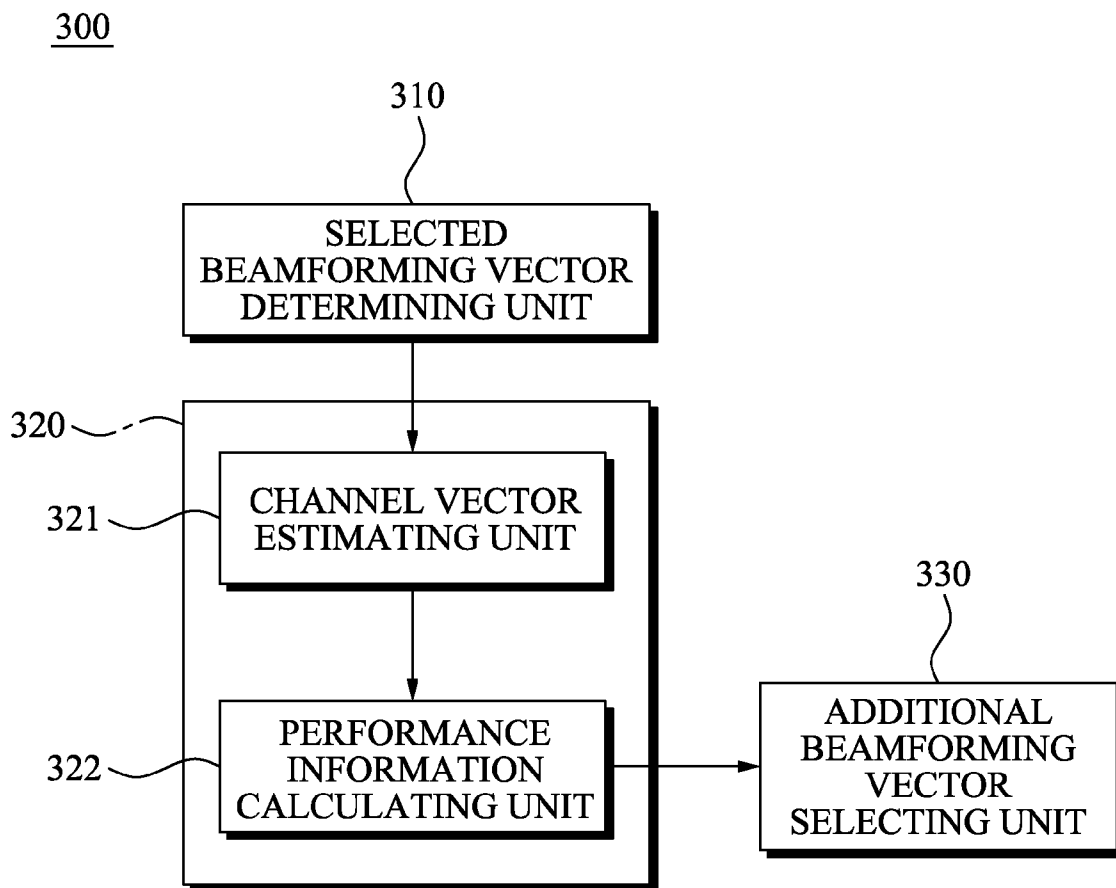 300
310
SELECTED
BEAMFORMING VECTOR
DETERMINING UNIT
320
321
CHANNEL VECTOR
ESTIMATING UNIT
330
322
PERFORMANCE
INFORMATION
CALCULATING UNIT
ADDITIONAL
BEAMFORMING
VECTOR
SELECTING UNIT